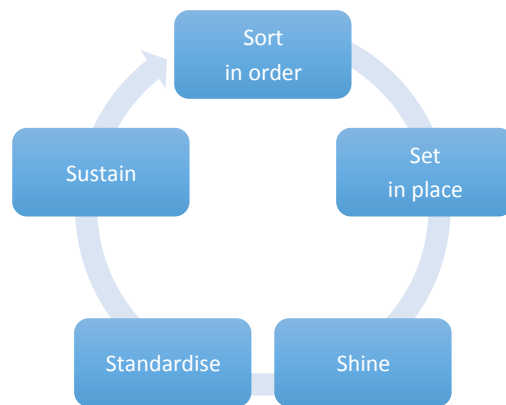 Sort
in order
Set
in place
Shine
Standardise
Sustain